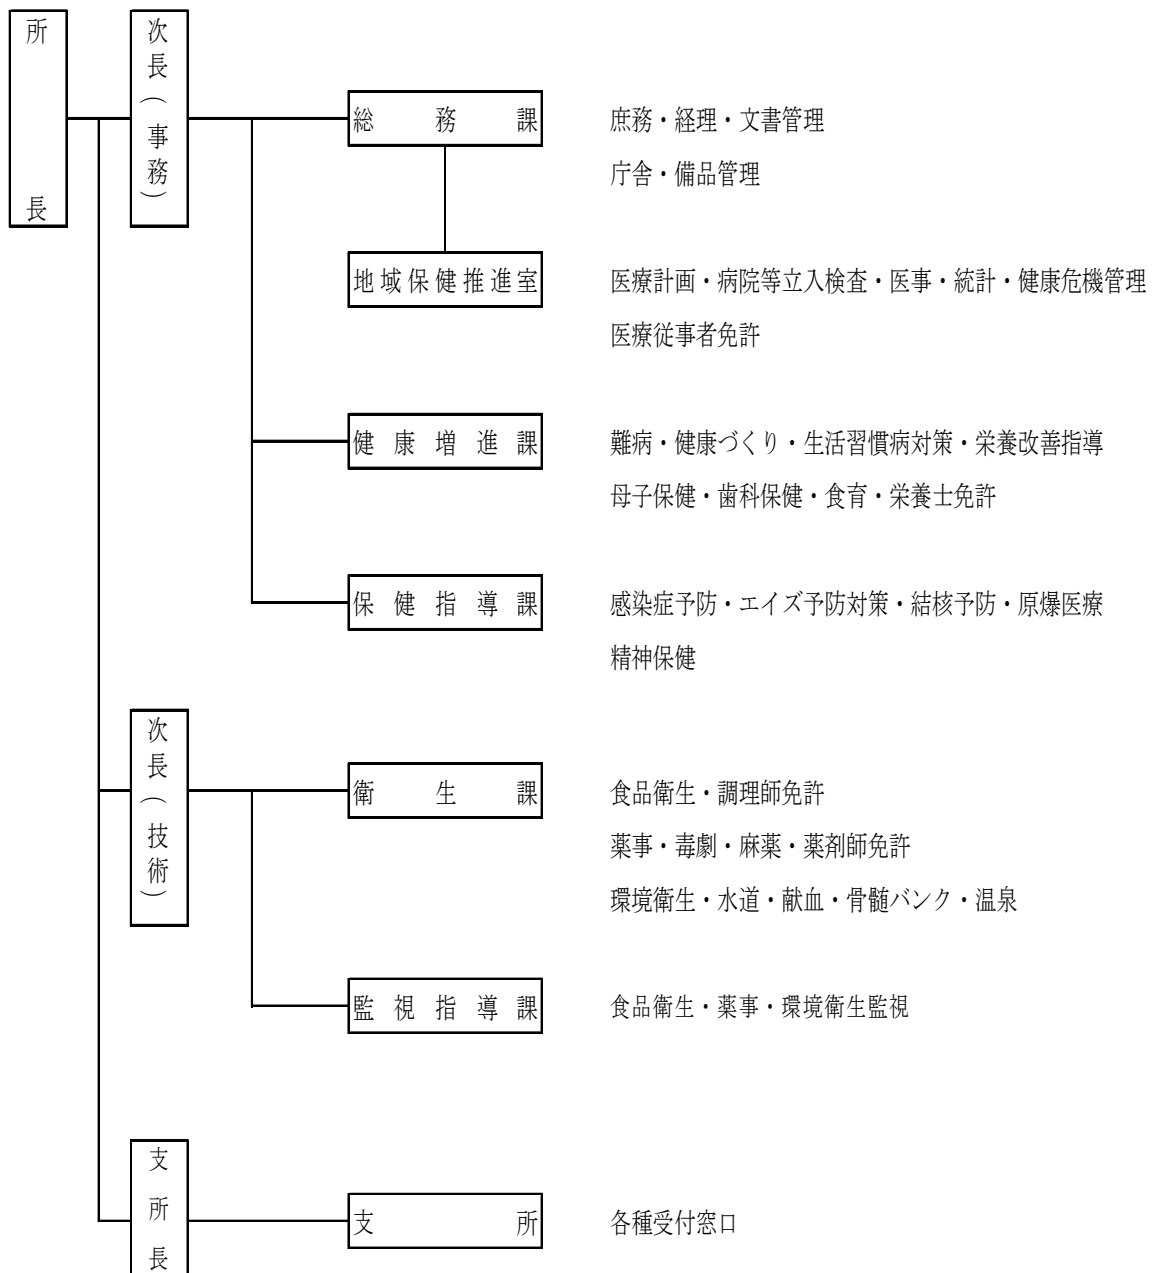 所長
次長(事務)
総務課
庶務・経理・文書管理
庁舎・備品管理
地域保健推進室
医療計画・病院等立入検査・医事・統計・健康危機管理
医療従事者免許
健康増進課
難病・健康づくり・生活習慣病対策・栄養改善指導
母子保健・歯科保健・食育・栄養士免許
保健指導課
感染症予防・エイズ予防対策・結核予防・原爆医療
精神保健
次長(技術)
衛生課
食品衛生・調理師免許
薬事・毒劇・麻薬・薬剤師免許
環境衛生・水道・献血・骨髄バンク・温泉
監視指導課
食品衛生・薬事・環境衛生監視
支所長
支所
各種受付窓口